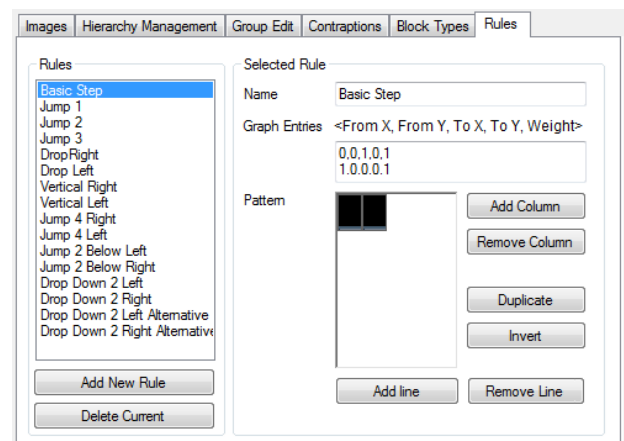 Images Hierarchy Management Group Edit Contraptions Block Types Rules
Rules
Basic Step
Jump 1
Jump 2
Jump 3
DropRight
Drop Left
Vertical Right
Vertical Left
Jump 4 Right
Jump 4 Left
Jump 2 Below Left
Jump 2 Below Right
Drop Down 2 Left
Drop Down 2 Right
Drop Down 2 Left Alternative
Drop Down 2 Right Alternative
Add New Rule
Delete Current
Selected Rule
Name Basic Step
Graph Entries <From X, From Y, To X, To Y, Weight>
0,0,1,0,1
1,0,0,0,1
Pattern
Add Column
Remove Column
Duplicate
Invert
Add line Remove Line